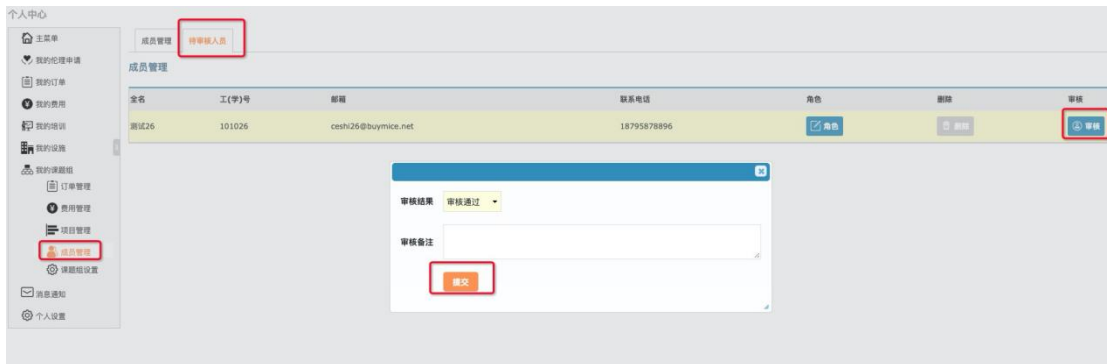 个人中心
主菜单
我的伦理申请
我的订单
我的费用
我的培训
我的设施
我的课题组
订单管理
费用管理
项目管理
成员管理
课题组设置
消息通知
个人设置
成员管理 待审核人员
成员管理
全名 工(学)号 邮箱 联系电话 角色 删除 审核
测试26 101026 ceshi26@buymice.net 18795878896 角色 删除 审核
审核结果 审核通过
审核备注
提交